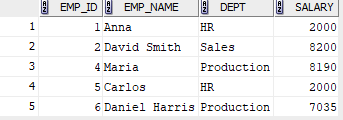 EMP_ID EMP_NAME DEPT SALARY
1 1 Anna HR 2000
2 2 David Smith Sales 8200
3 4 Maria Production 8190
4 5 Carlos HR 2000
5 6 Daniel Harris Production 7035